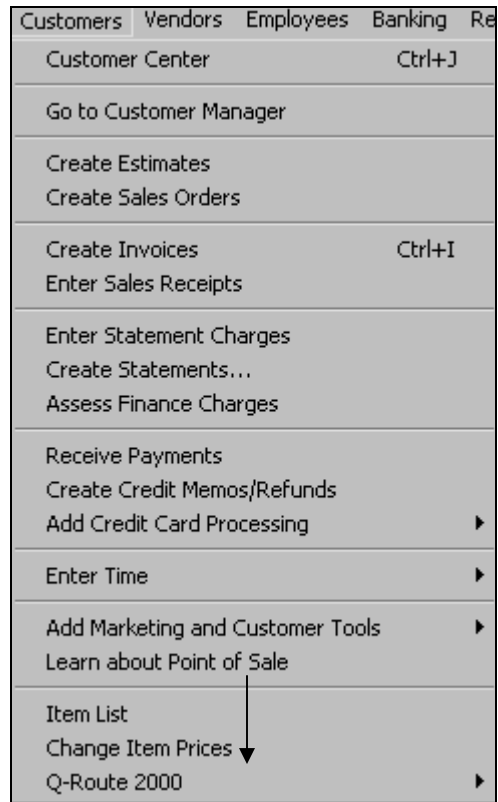 Customers Vendors Employees Banking Re
Customer Center Ctrl+J
Go to Customer Manager
Create Estimates
Create Sales Orders
Create Invoices Ctrl+I
Enter Sales Receipts
Enter Statement Charges
Create Statements...
Assess Finance Charges
Receive Payments
Create Credit Memos/Refunds
Add Credit Card Processing
Enter Time
Add Marketing and Customer Tools
Learn about Point of Sale
Item List
Change Item Prices
Q-Route 2000